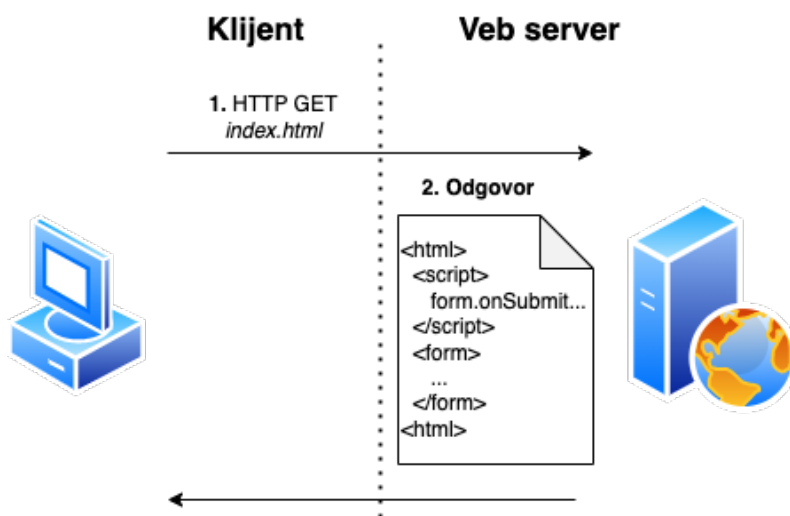 Klijent
Veb server
1. HTTP GET
index.html
2. Odgovor
<html>
<script>
form.onSubmit...
</script>
<form>
...
</form>
<html>